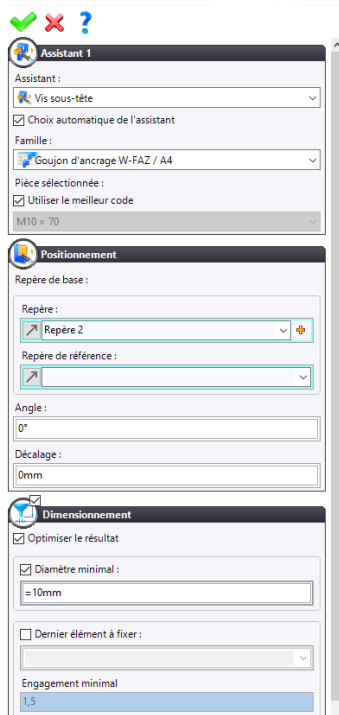 ?
Assistant 1
Assistant :
Vis sous-tête
Choix automatique de l'assistant
Famille :
Goujon d'ancrage W-FAZ / A4
Pièce sélectionnée :
Utiliser le meilleur code
M10 × 70
Positionnement
Repère de base :
Repère :
Repère 2
Repère de référence :
Angle :
0°
Décalage :
0mm
Dimensionnement
Optimiser le résultat
Diamètre minimal :
=10mm
Dernier élément à fixer :
Engagement minimal
1,5